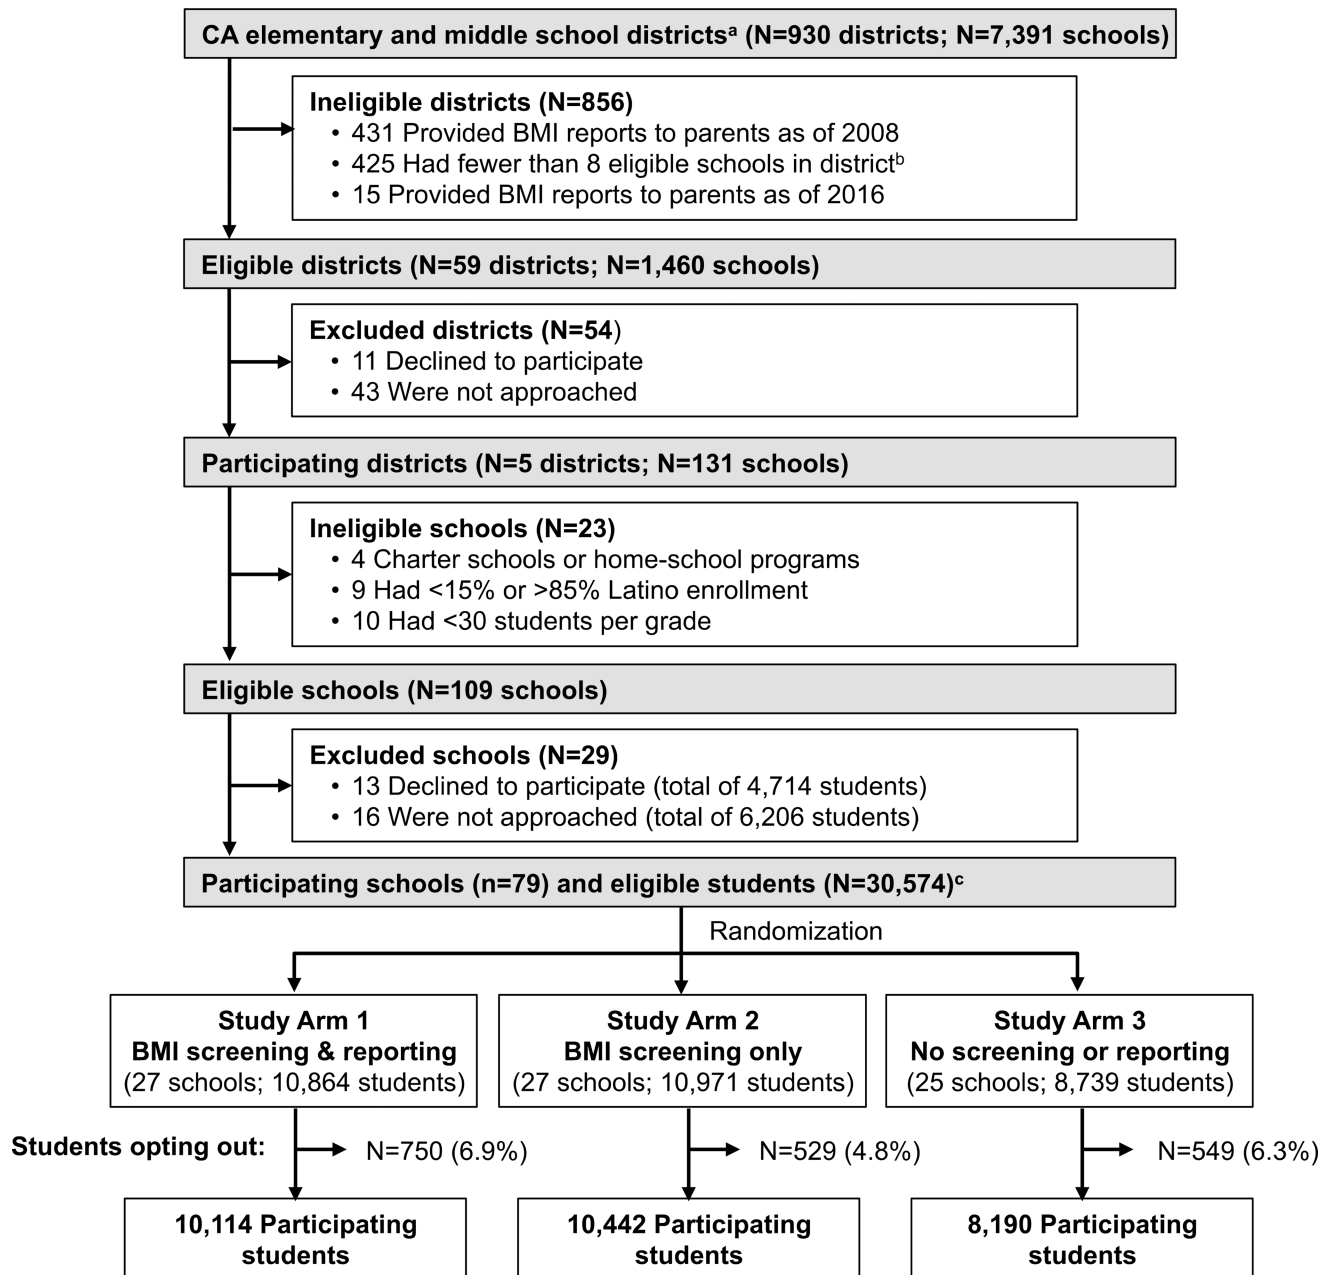 CA elementary and middle school districtsᵃ (N=930 districts; N=7,391 schools)
Ineligible districts (N=856)
• 431 Provided BMI reports to parents as of 2008
• 425 Had fewer than 8 eligible schools in districtᵇ
• 15 Provided BMI reports to parents as of 2016
Eligible districts (N=59 districts; N=1,460 schools)
Excluded districts (N=54)
• 11 Declined to participate
• 43 Were not approached
Participating districts (N=5 districts; N=131 schools)
Ineligible schools (N=23)
• 4 Charter schools or home-school programs
• 9 Had <15% or >85% Latino enrollment
• 10 Had <30 students per grade
Eligible schools (N=109 schools)
Excluded schools (N=29)
• 13 Declined to participate (total of 4,714 students)
• 16 Were not approached (total of 6,206 students)
Participating schools (n=79) and eligible students (N=30,574)ᶜ
Randomization
Study Arm 1
BMI screening & reporting
(27 schools; 10,864 students)
Study Arm 2
BMI screening only
(27 schools; 10,971 students)
Study Arm 3
No screening or reporting
(25 schools; 8,739 students)
Students opting out:
N=750 (6.9%)
N=529 (4.8%)
N=549 (6.3%)
10,114 Participating
students
10,442 Participating
students
8,190 Participating
students